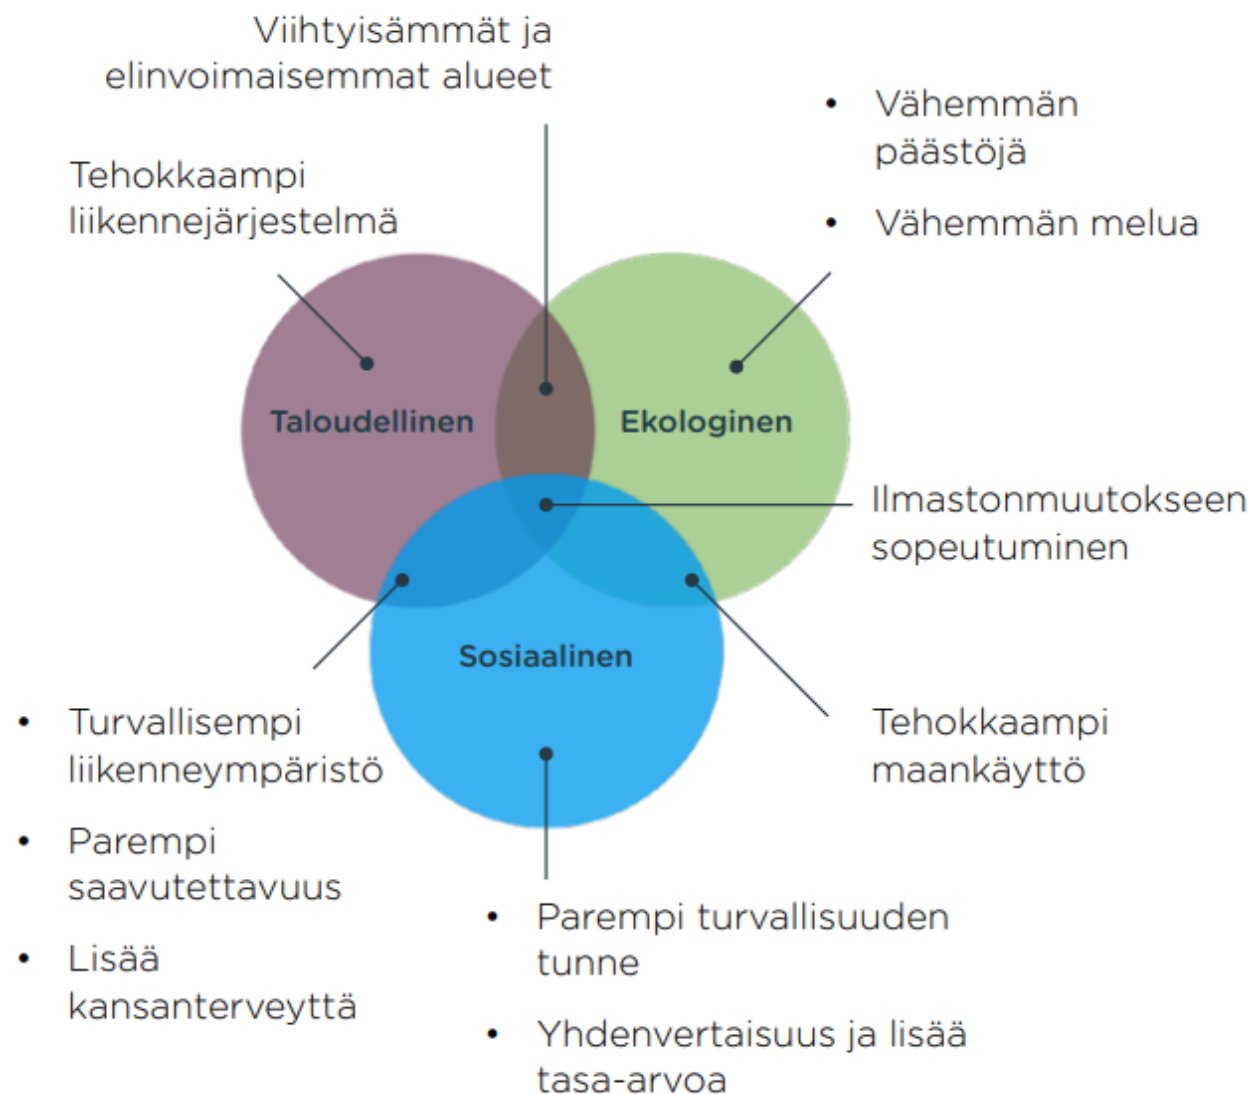 Viihtyisämmät ja
elinvoimaisemmat alueet
• Vähemmän
päästöjä
• Vähemmän melua
Tehokkaampi
liikennejärjestelmä
Taloudellinen
Ekologinen
Ilmastonmuutokseen
sopeutuminen
Sosiaalinen
• Turvallisempi
liikenneympäristö
• Parempi
saavutettavuus
• Lisää
kansanterveyttä
Tehokkaampi
maankäyttö
• Parempi turvallisuuden
tunne
• Yhdenvertaisuus ja lisää
tasa-arvoa